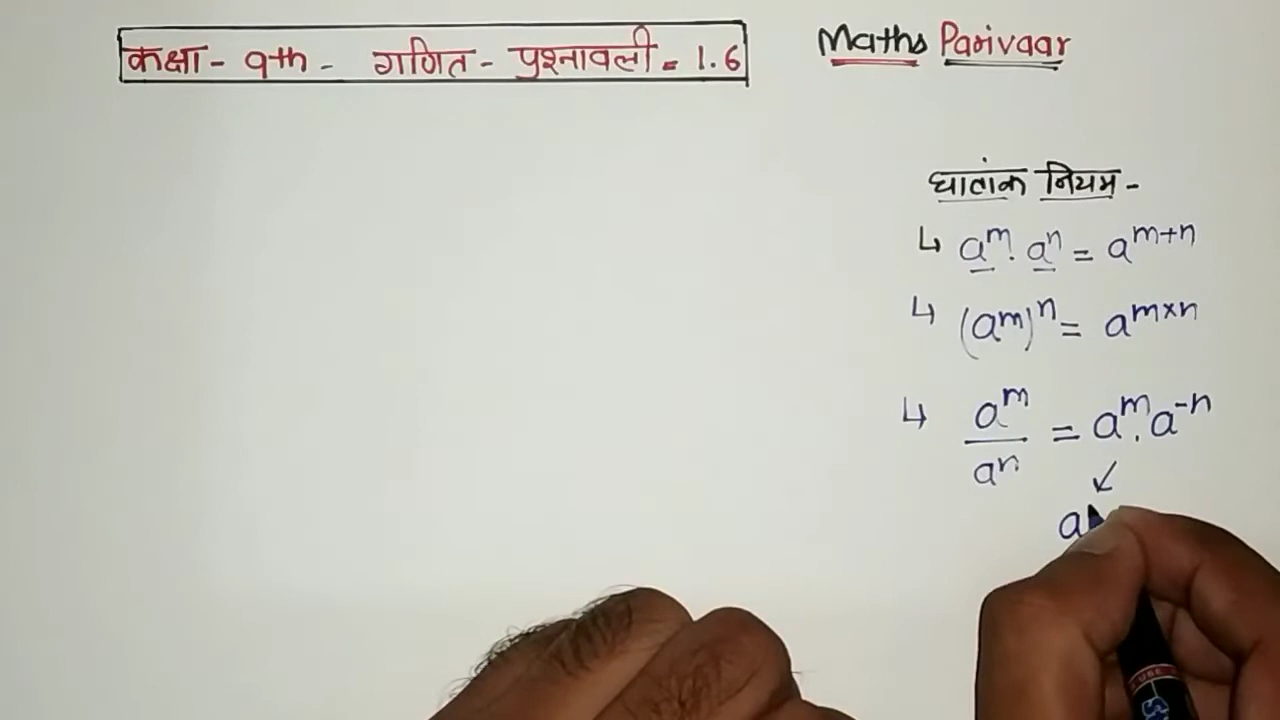 कक्षा - 9th - गणित - प्रश्नावली = 1.6
Maths Parivaar
घातांक नियम -
↳ a^m . a^n = a^{m+n}
↳ (a^m)^n = a^{m×n}
↳ a^m / a^n = a^m . a^{-n}
↙
a